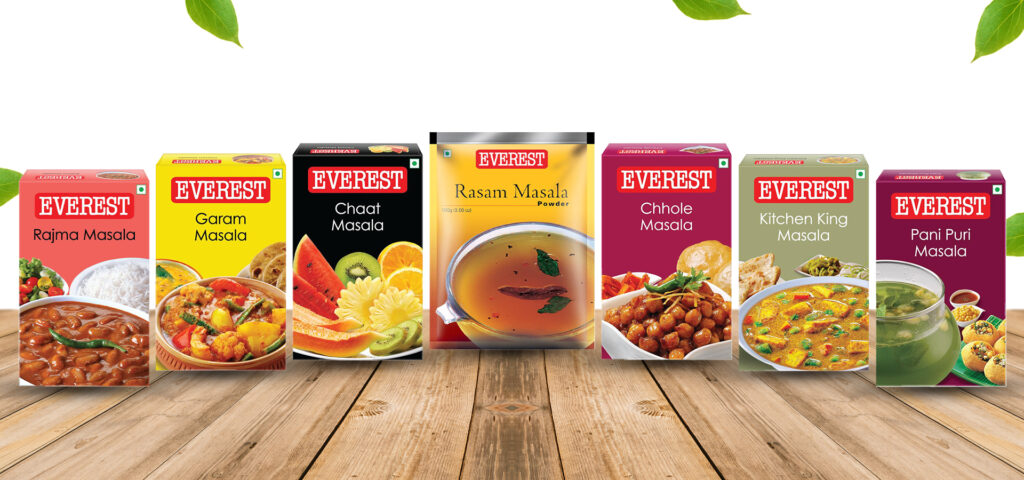 EVEREST
Rajma Masala
EVEREST
Garam
Masala
EVEREST
Chaat
Masala
EVEREST
Rasam Masala
Powder
EVEREST
Chhole
Masala
EVEREST
Kitchen King
Masala
EVEREST
Pani Puri
Masala